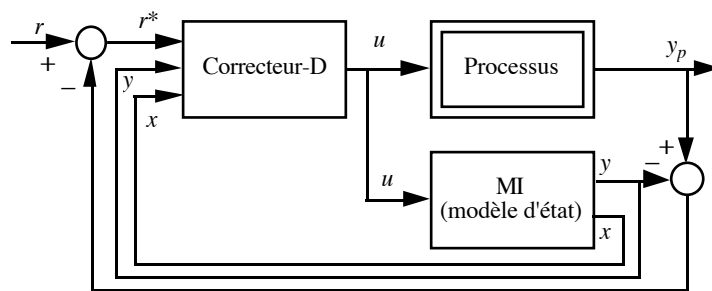 r
+
−
r*
y
x
Correcteur-D
u
Processus
y_p
u
MI
(modèle d'état)
y
x
−
+